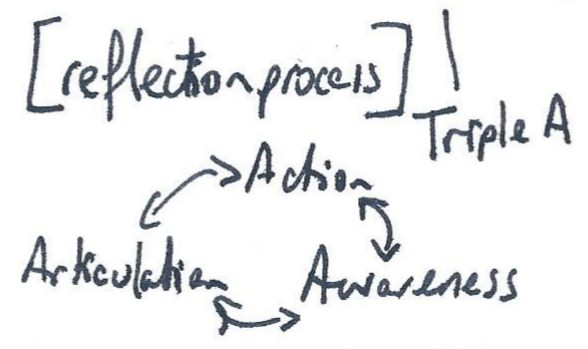 [reflection process]
Triple A
Action
Articulation
Awareness